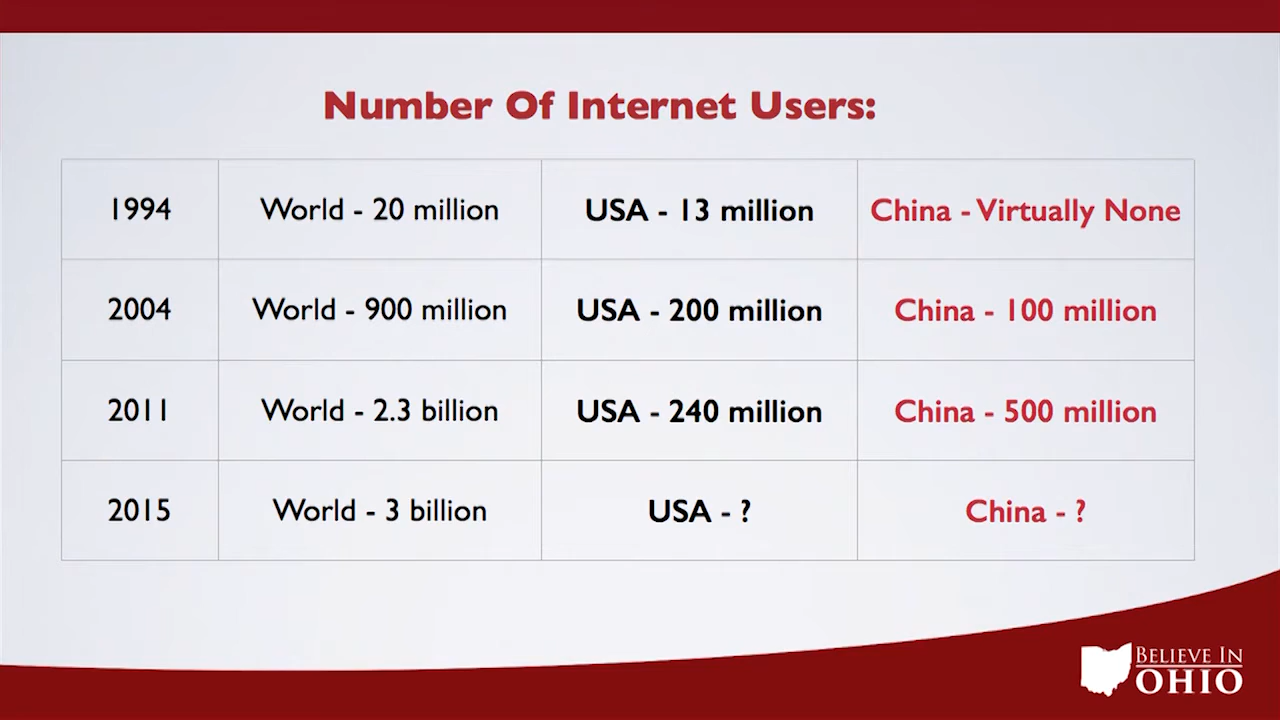 Number Of Internet Users:
1994 World - 20 million USA - 13 million China - Virtually None
2004 World - 900 million USA - 200 million China - 100 million
2011 World - 2.3 billion USA - 240 million China - 500 million
2015 World - 3 billion USA - ? China - ?
BELIEVE IN
OHIO